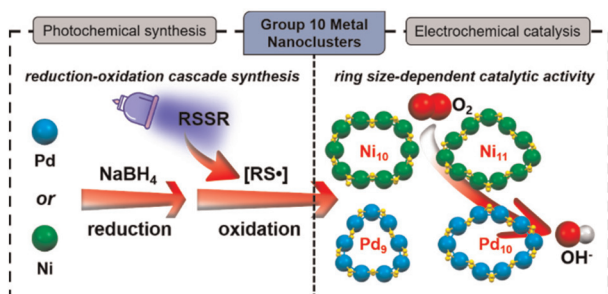 Photochemical synthesis
Group 10 Metal
Nanoclusters
Electrochemical catalysis
reduction-oxidation cascade synthesis
ring size-dependent catalytic activity
RSSR
Pd
or
Ni
NaBH₄
reduction
[RS•]
oxidation
O₂
Ni₁₀
Ni₁₁
Pd₉
Pd₁₀
OH⁻